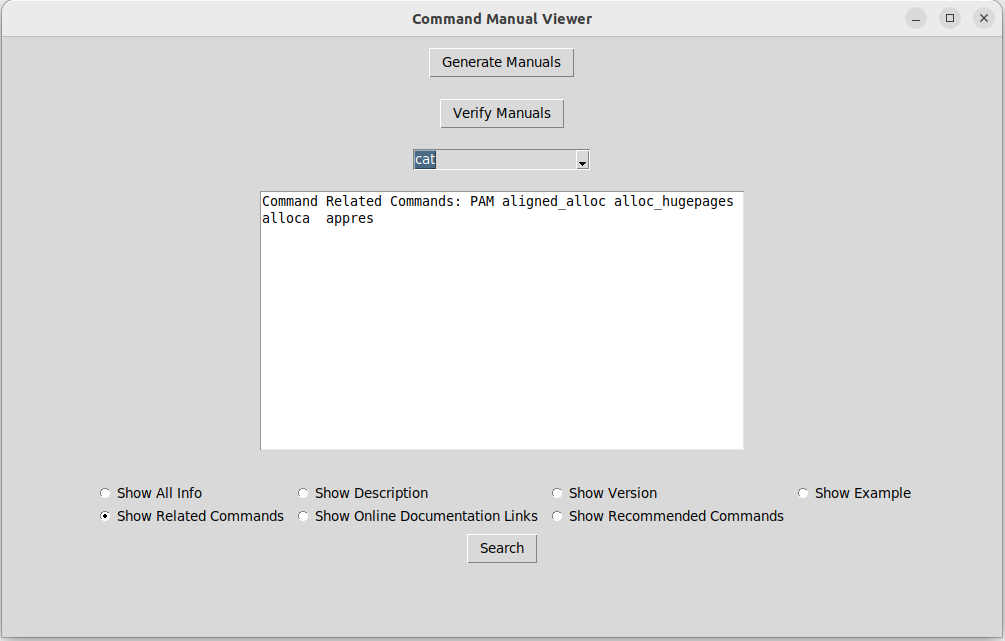 Command Manual Viewer
Generate Manuals
Verify Manuals
cat
Command Related Commands: PAM aligned_alloc alloc_hugepages
alloca  appres
Show All Info
Show Description
Show Version
Show Example
Show Related Commands
Show Online Documentation Links
Show Recommended Commands
Search